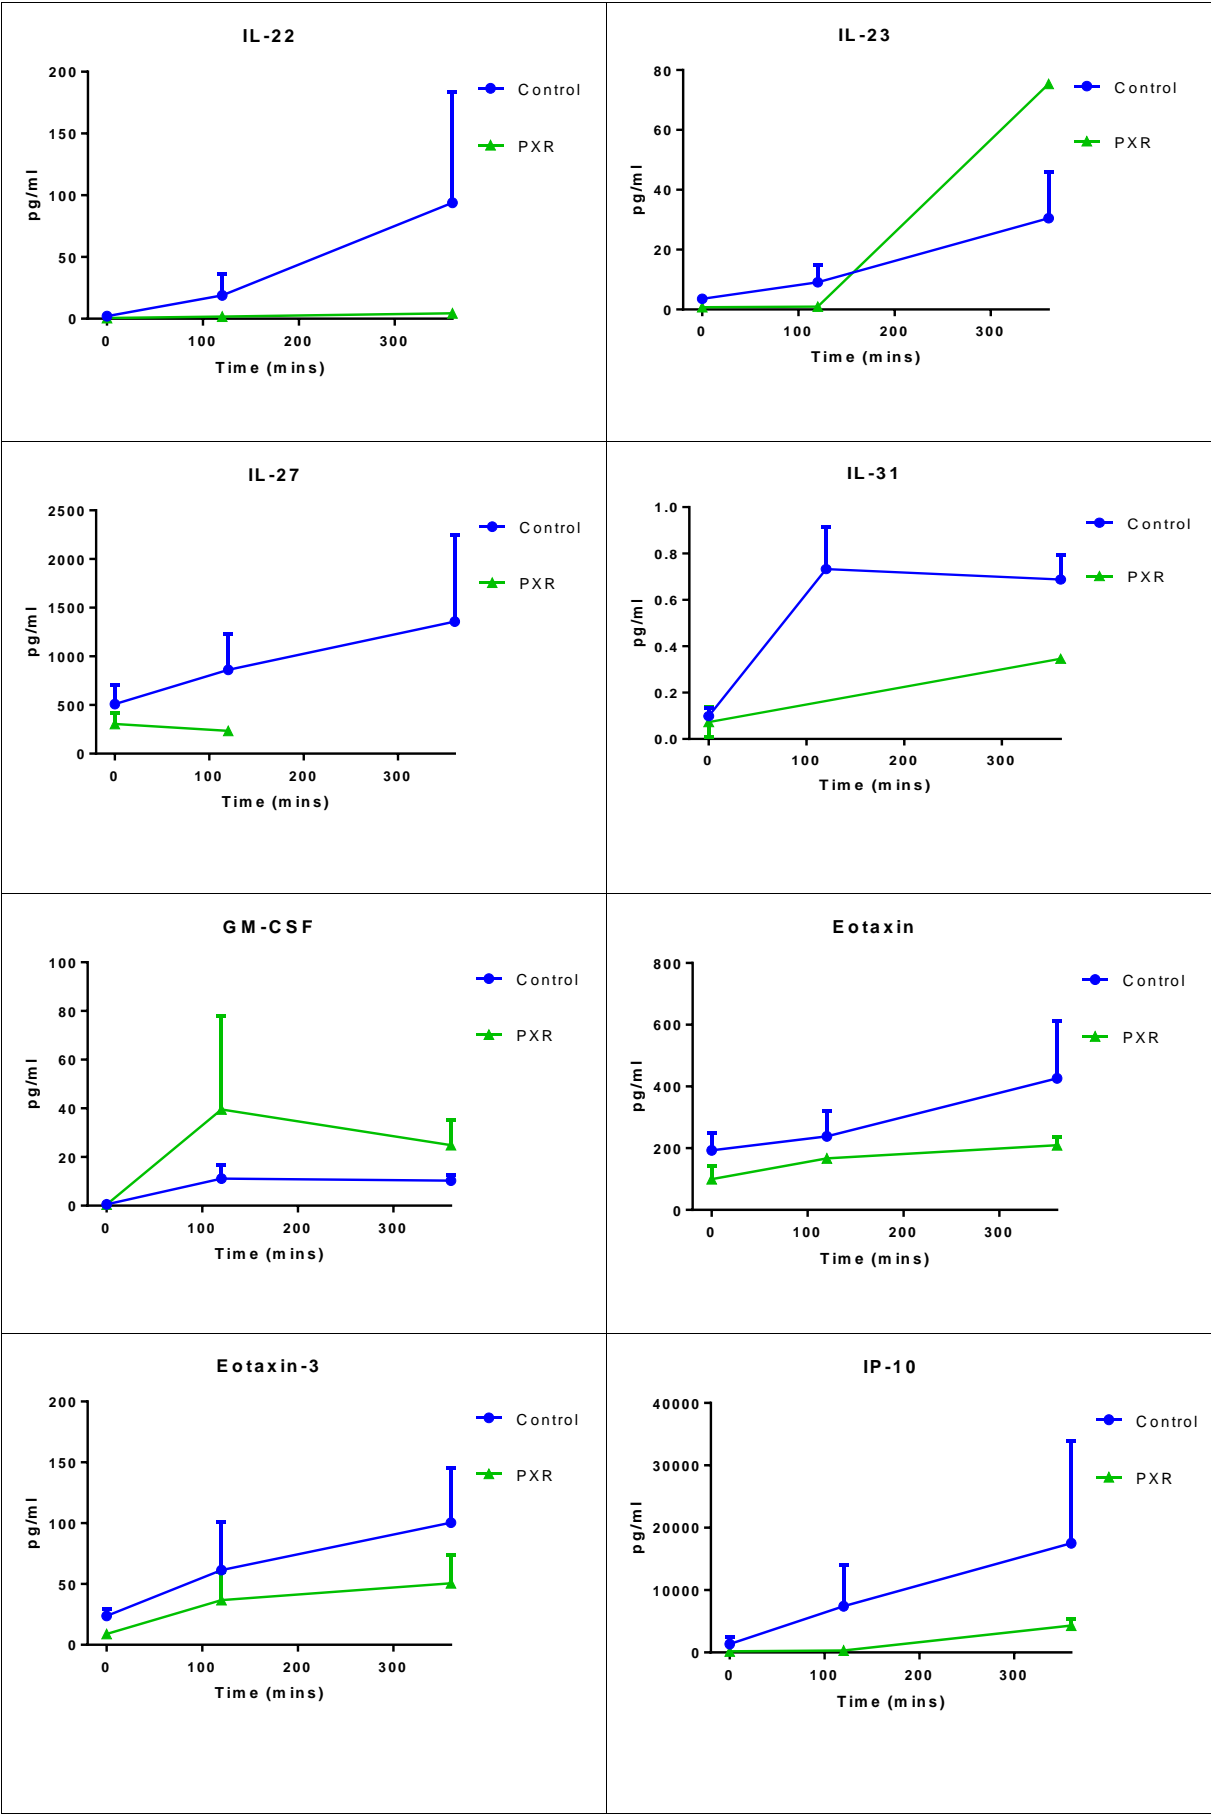 IL-22
200
150
100
50
0
pg/ml
0 100 200 300
Time (mins)
Control
PXR
IL-23
80
60
40
20
0
pg/ml
0 100 200 300
Time (mins)
Control
PXR
IL-27
2500
2000
1500
1000
500
0
pg/ml
0 100 200 300
Time (mins)
Control
PXR
IL-31
1.0
0.8
0.6
0.4
0.2
0.0
pg/ml
0 100 200 300
Time (mins)
Control
PXR
GM-CSF
100
80
60
40
20
0
pg/ml
0 100 200 300
Time (mins)
Control
PXR
Eotaxin
800
600
400
200
0
pg/ml
0 100 200 300
Time (mins)
Control
PXR
Eotaxin-3
200
150
100
50
0
pg/ml
0 100 200 300
Time (mins)
Control
PXR
IP-10
40000
30000
20000
10000
0
pg/ml
0 100 200 300
Time (mins)
Control
PXR